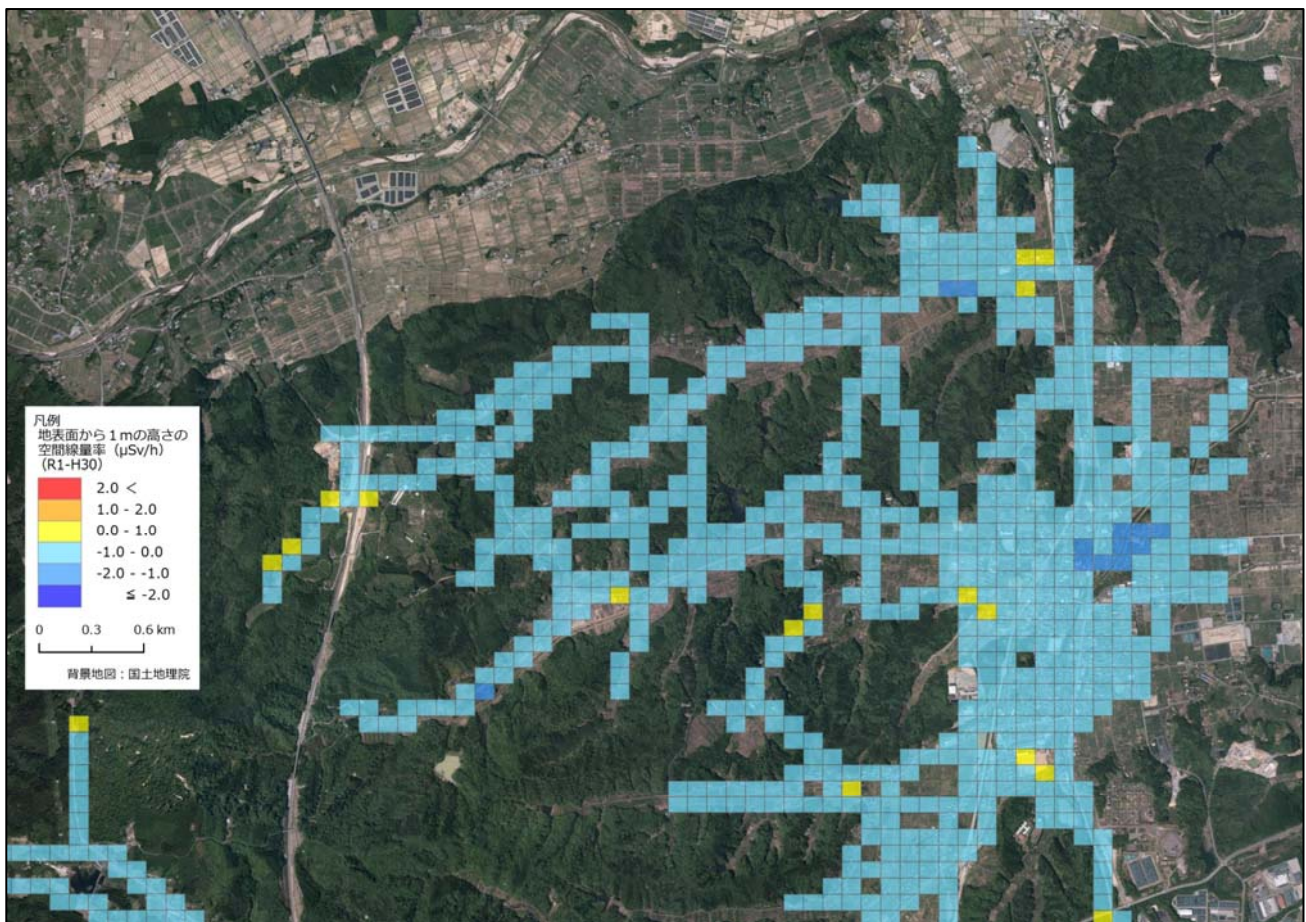 凡例
地表面から1mの高さの
空間線量率 (μSv/h)
(R1-H30)
2.0 <
1.0 - 2.0
0.0 - 1.0
-1.0 - 0.0
-2.0 - -1.0
≦ -2.0
0 0.3 0.6 km
背景地図:国土地理院